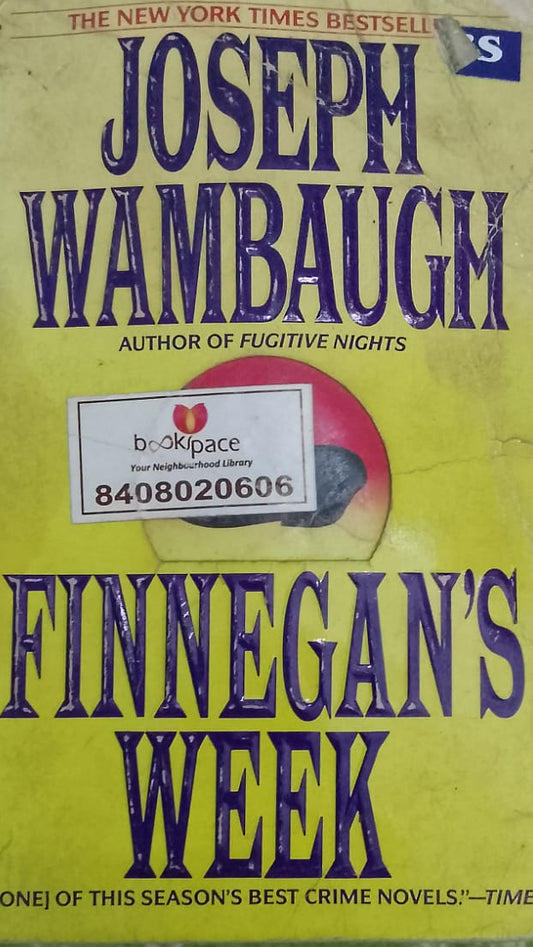 THE NEW YORK TIMES BESTSELL
S
JOSEPH
WAMBAUGH
AUTHOR OF FUGITIVE NIGHTS
bookspace
Your Neighbourhood Library
8408020606
FINNEGAN'S
WEEK
ONE] OF THIS SEASON'S BEST CRIME NOVELS."—TIME